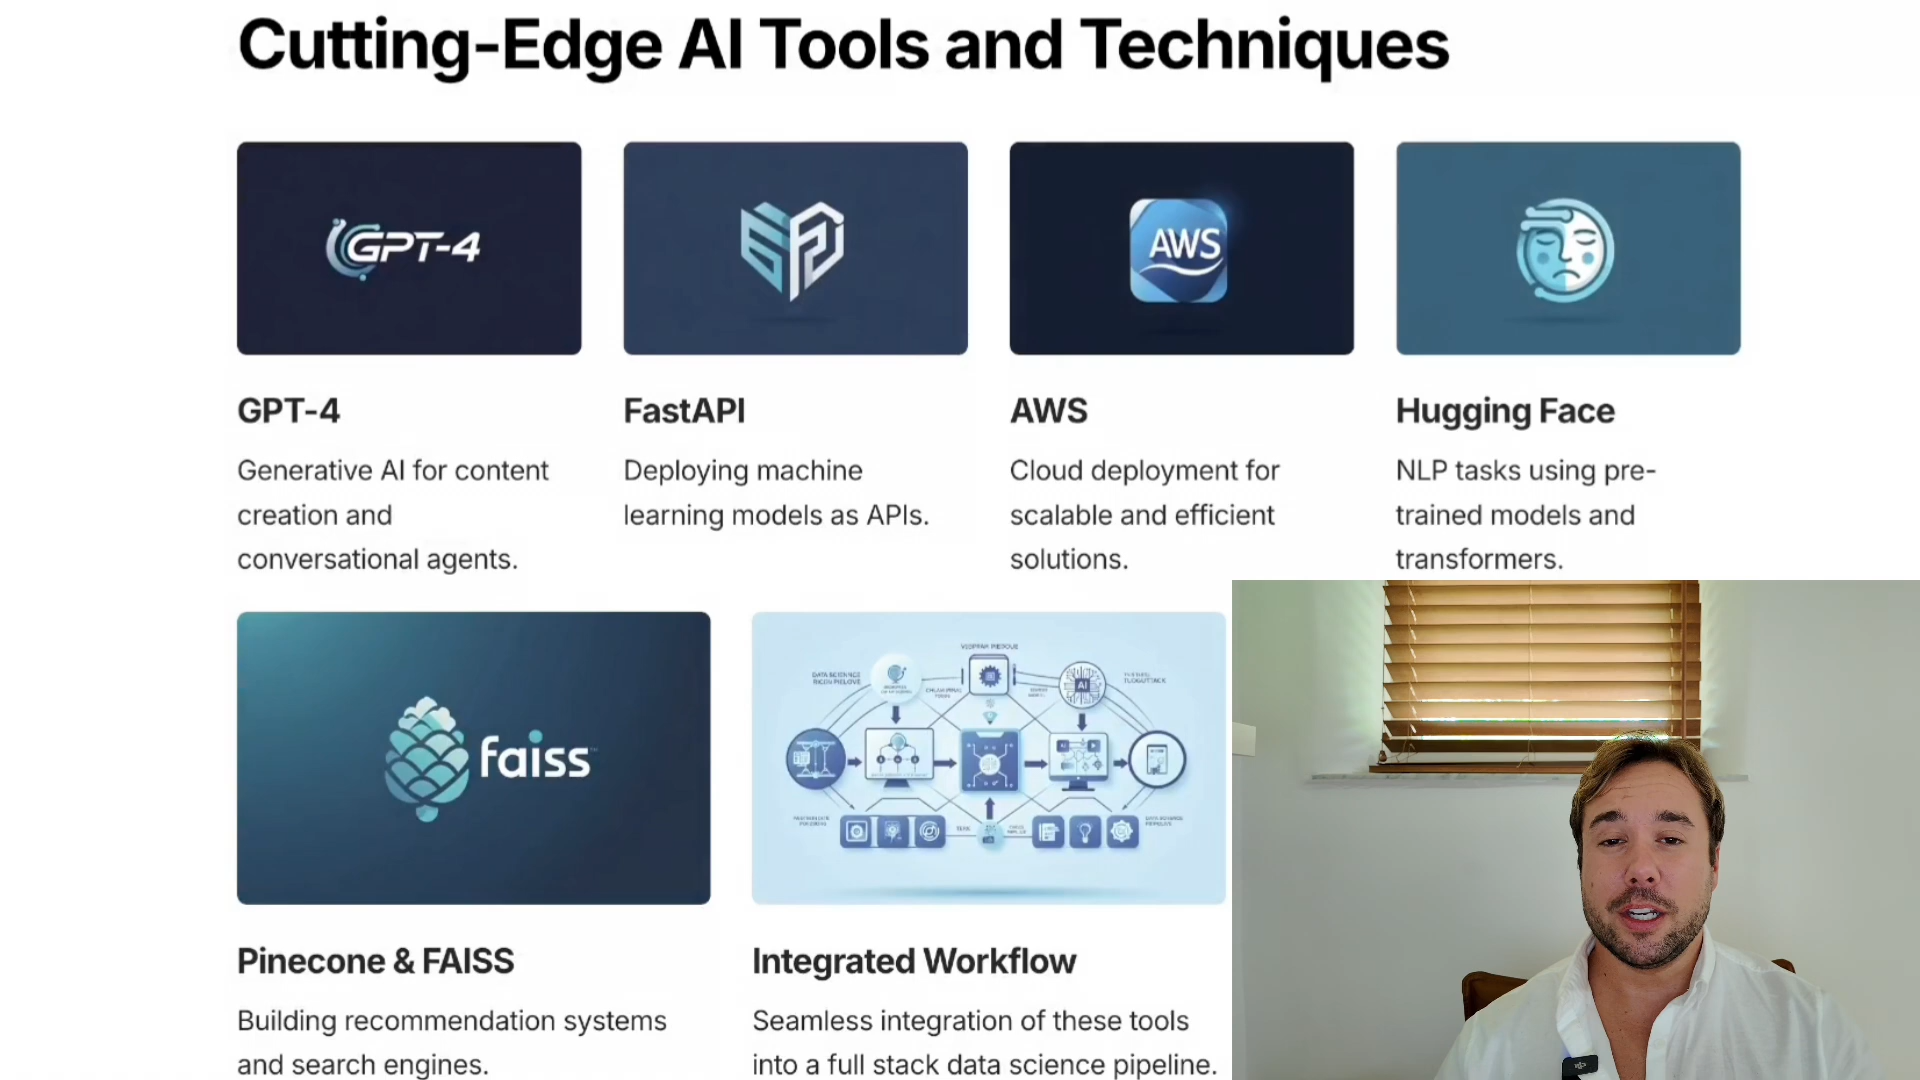 Cutting-Edge AI Tools and Techniques
GPT-4
AWS
GPT-4
FastAPI
AWS
Hugging Face
Generative AI for content
creation and
conversational agents.
Deploying machine
learning models as APIs.
Cloud deployment for
scalable and efficient
solutions.
NLP tasks using pre-
trained models and
transformers.
faiss
AI
Pinecone & FAISS
Integrated Workflow
Building recommendation systems
and search engines.
Seamless integration of these tools
into a full stack data science pipeline.